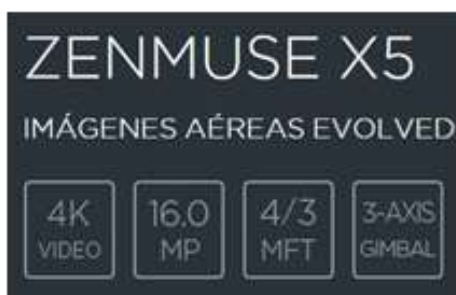 ZENMUSE X5
IMÁGENES AÉREAS EVOLVED
4K
VIDEO
16.0
MP
4/3
MFT
3-AXIS
GIMBAL